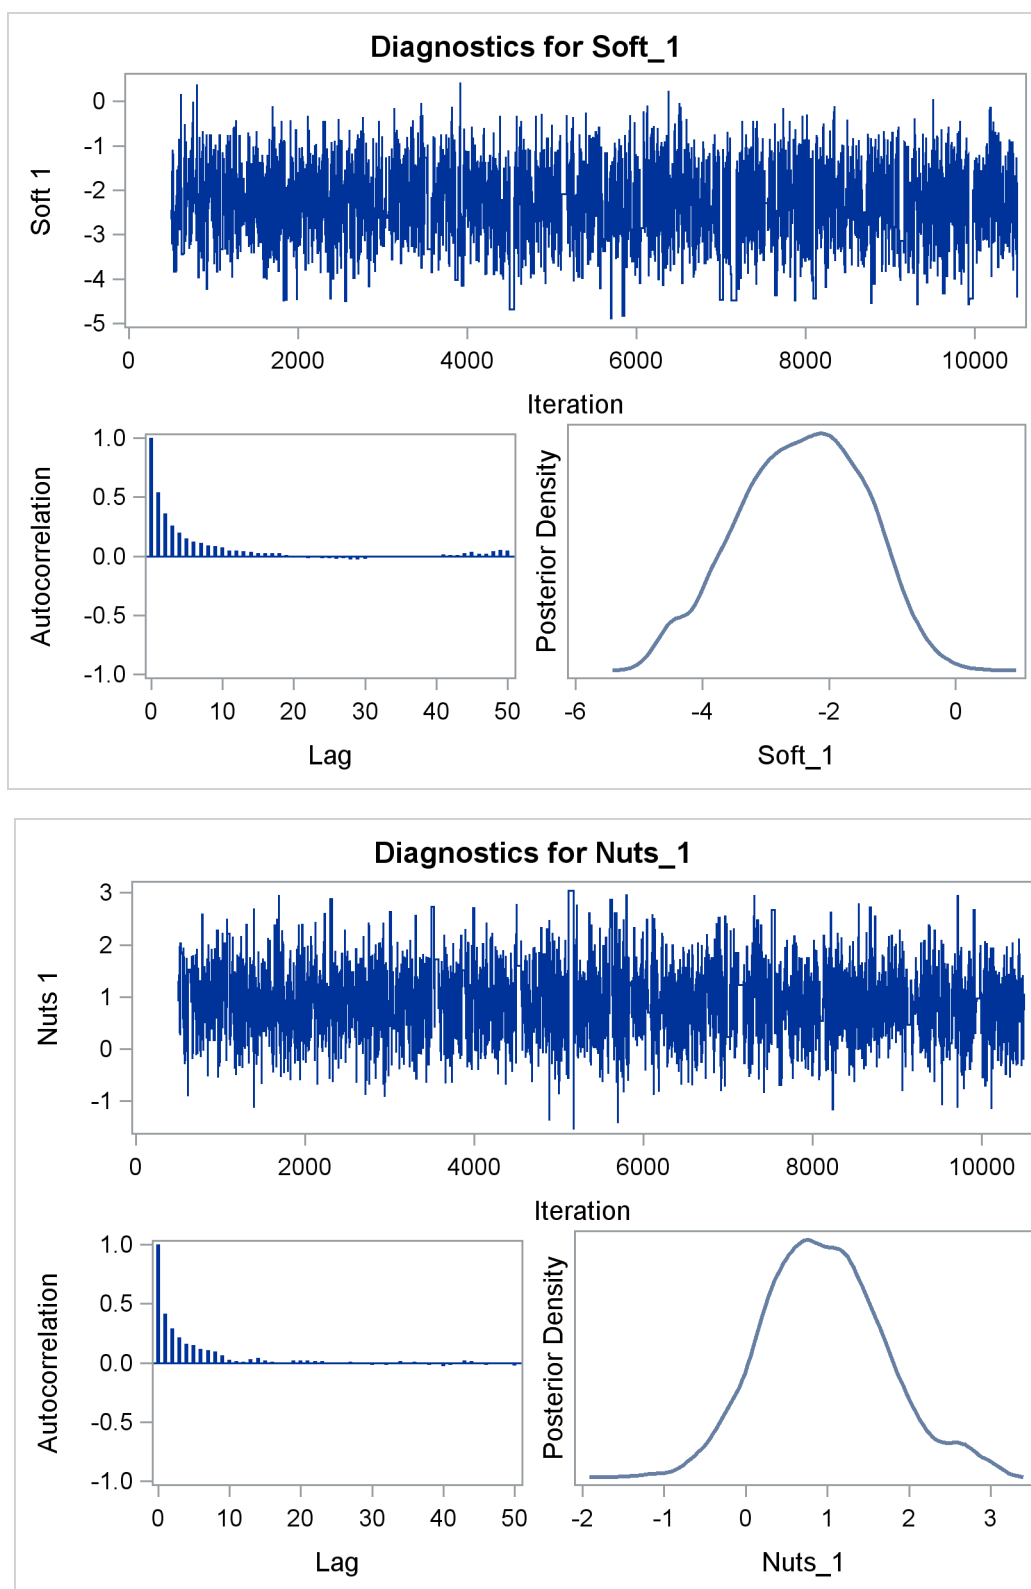 Diagnostics for Soft_1
Soft 1
0
-1
-2
-3
-4
-5
0 2000 4000 6000 8000 10000
Iteration
Autocorrelation
1.0
0.5
0.0
-0.5
-1.0
0 10 20 30 40 50
Lag
Posterior Density
-6 -4 -2 0
Soft_1
Diagnostics for Nuts_1
Nuts 1
3
2
1
0
-1
0 2000 4000 6000 8000 10000
Iteration
Autocorrelation
1.0
0.5
0.0
-0.5
-1.0
0 10 20 30 40 50
Lag
Posterior Density
-2 -1 0 1 2 3
Nuts_1